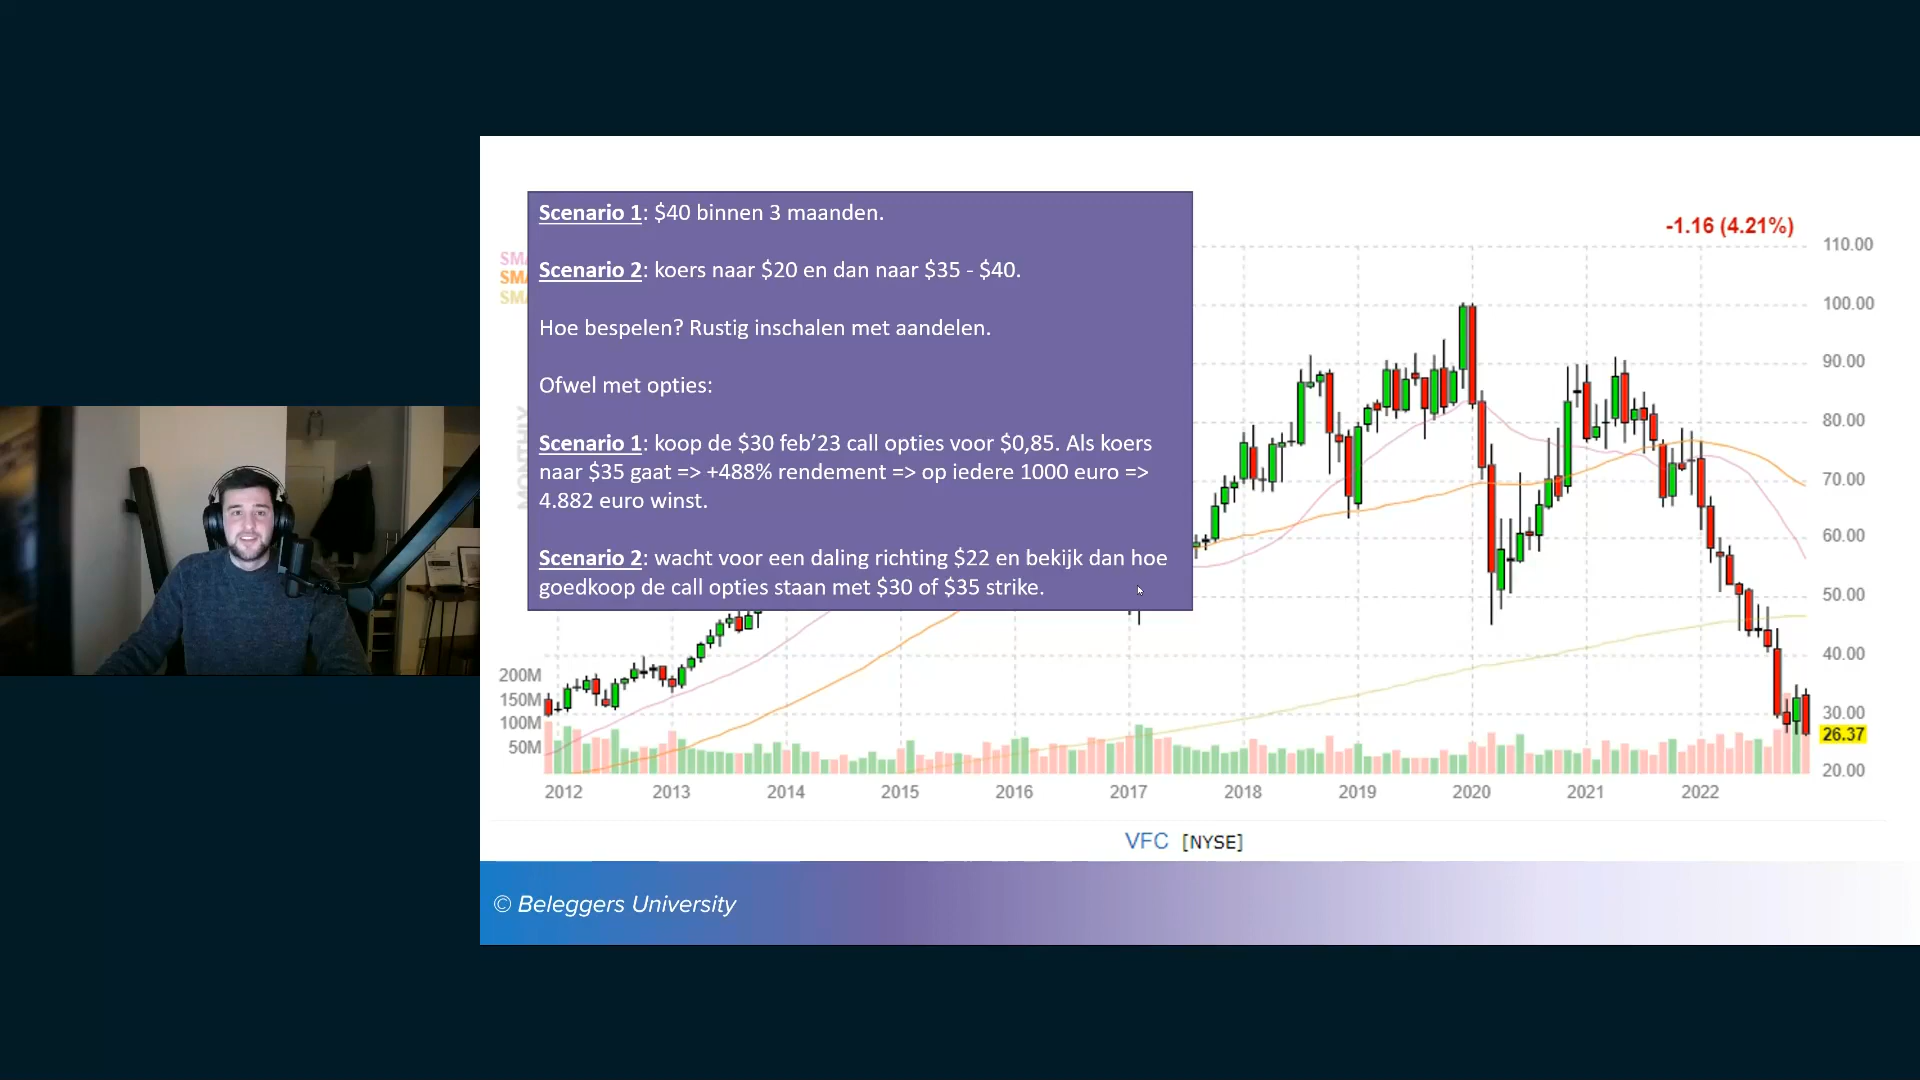 Scenario 1: $40 binnen 3 maanden.
Scenario 2: koers naar $20 en dan naar $35 - $40.
Hoe bespelen? Rustig inschalen met aandelen.
Ofwel met opties:
Scenario 1: koop de $30 feb’23 call opties voor $0,85. Als koers
naar $35 gaat => +488% rendement => op iedere 1000 euro =>
4.882 euro winst.
Scenario 2: wacht voor een daling richting $22 en bekijk dan hoe
goedkoop de call opties staan met $30 of $35 strike.
-1.16 (4.21%)
110.00
100.00
90.00
80.00
70.00
60.00
50.00
40.00
30.00
26.37
20.00
MONTHLY
200M
150M
100M
50M
2012 2013 2014 2015 2016 2017 2018 2019 2020 2021 2022
VFC [NYSE]
© Beleggers University